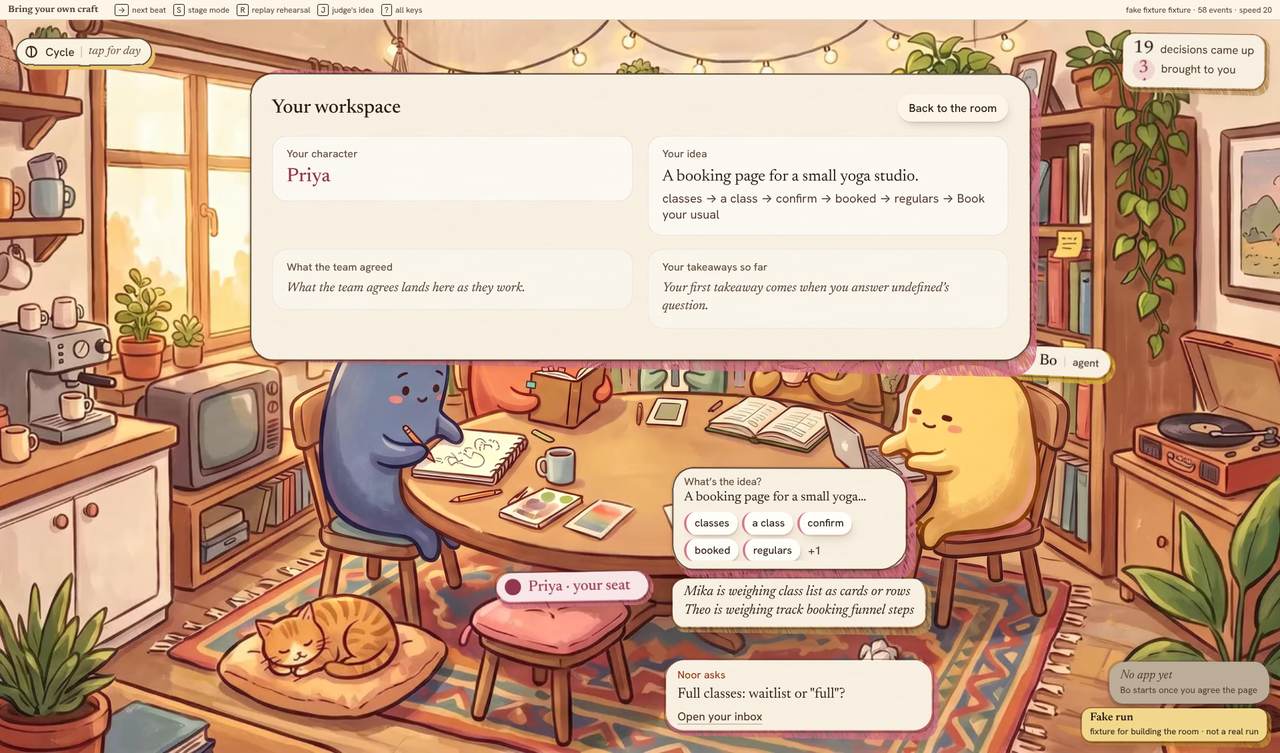 Bring your own craft
→ next beat S stage mode R replay rehearsal J judge's idea ? all keys
fake fixture fixture · 58 events · speed 20
Cycle | tap for day
19 decisions came up
3 brought to you
Your workspace
Back to the room
Your character
Priya
Your idea
A booking page for a small yoga studio.
classes → a class → confirm → booked → regulars → Book
your usual
What the team agreed
What the team agrees lands here as they work.
Your takeaways so far
Your first takeaway comes when you answer undefined's
question.
Bo | agent
What's the idea?
A booking page for a small yoga...
classes a class confirm
booked regulars +1
Priya · your seat
Mika is weighing class list as cards or rows
Theo is weighing track booking funnel steps
Noor asks
Full classes: waitlist or "full"?
Open your inbox
No app yet
Bo starts once you agree the page
Fake run
fixture for building the room · not a real run